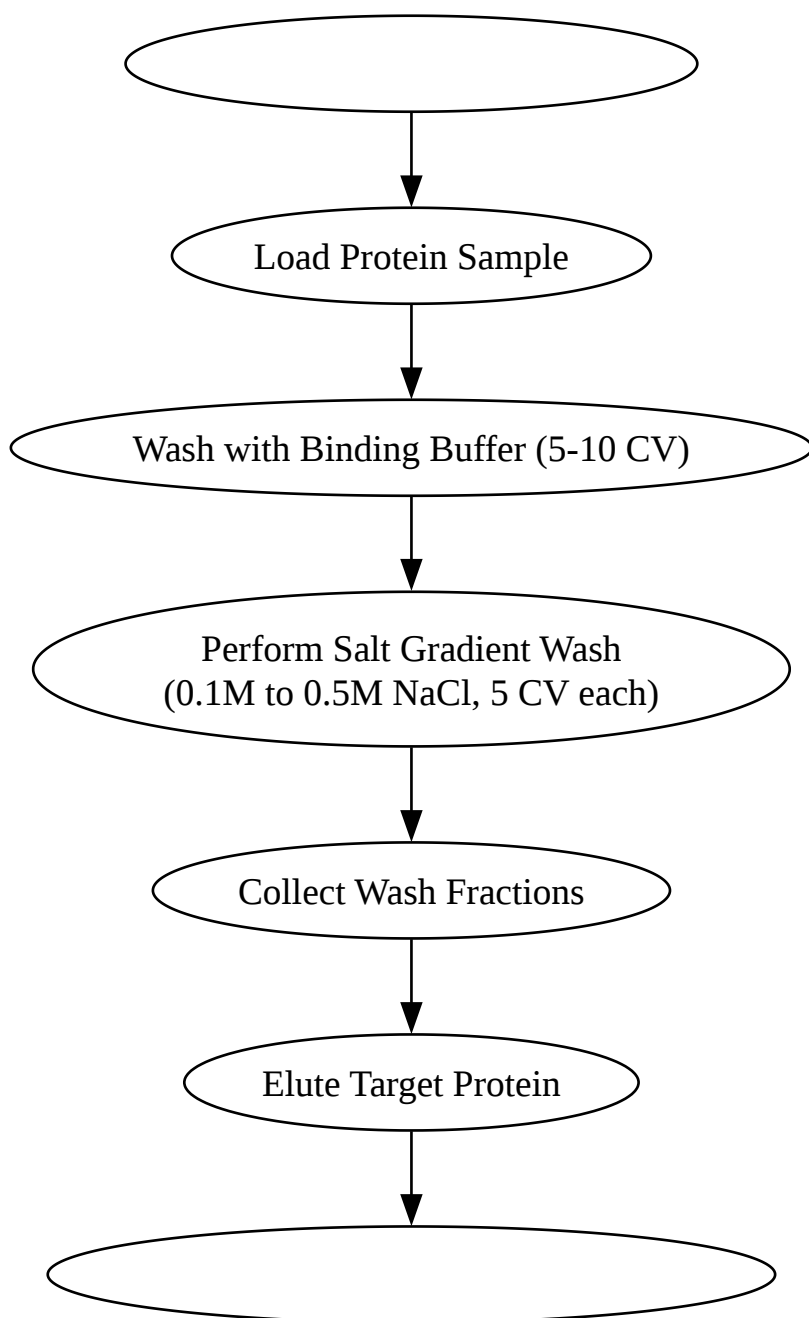 Load Protein Sample
Wash with Binding Buffer (5-10 CV)
Perform Salt Gradient Wash
(0.1M to 0.5M NaCl, 5 CV each)
Collect Wash Fractions
Elute Target Protein